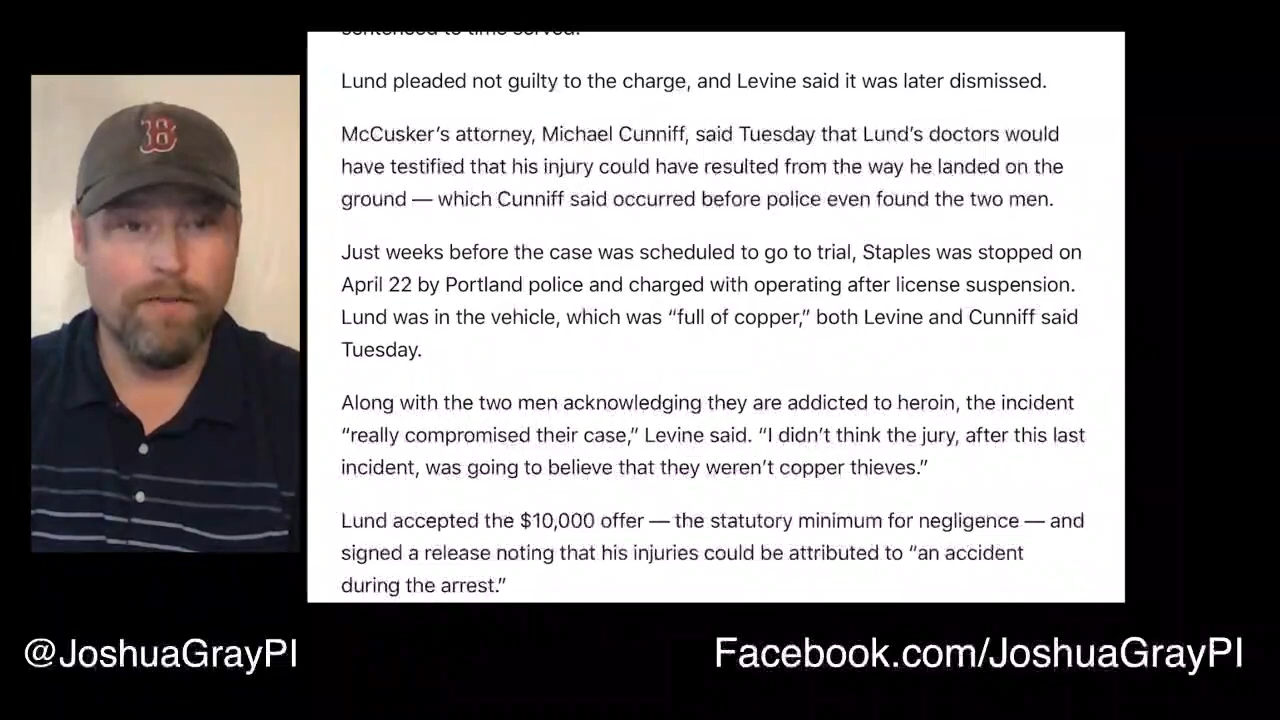 sentenced to time served.
Lund pleaded not guilty to the charge, and Levine said it was later dismissed.
McCusker's attorney, Michael Cunniff, said Tuesday that Lund's doctors would
have testified that his injury could have resulted from the way he landed on the
ground — which Cunniff said occurred before police even found the two men.
Just weeks before the case was scheduled to go to trial, Staples was stopped on
April 22 by Portland police and charged with operating after license suspension.
Lund was in the vehicle, which was “full of copper,” both Levine and Cunniff said
Tuesday.
Along with the two men acknowledging they are addicted to heroin, the incident
“really compromised their case,” Levine said. “I didn't think the jury, after this last
incident, was going to believe that they weren't copper thieves.”
Lund accepted the $10,000 offer — the statutory minimum for negligence — and
signed a release noting that his injuries could be attributed to “an accident
during the arrest.”
B
@JoshuaGrayPI
Facebook.com/JoshuaGrayPI